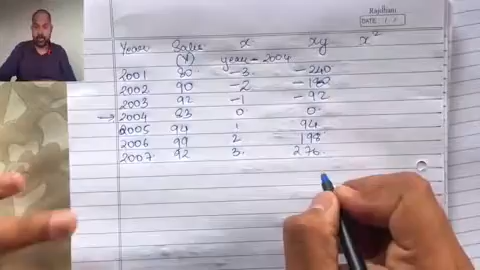 Rajdhani
DATE / /
Year Sales x xy x²
(Y) year - 2004
2001 80 -3 -240
2002 90 -2 -180
2003 92 -1 -92
→ 2004 83 0 0
2005 94 1 94
2006 99 2 198
2007 92 3 276